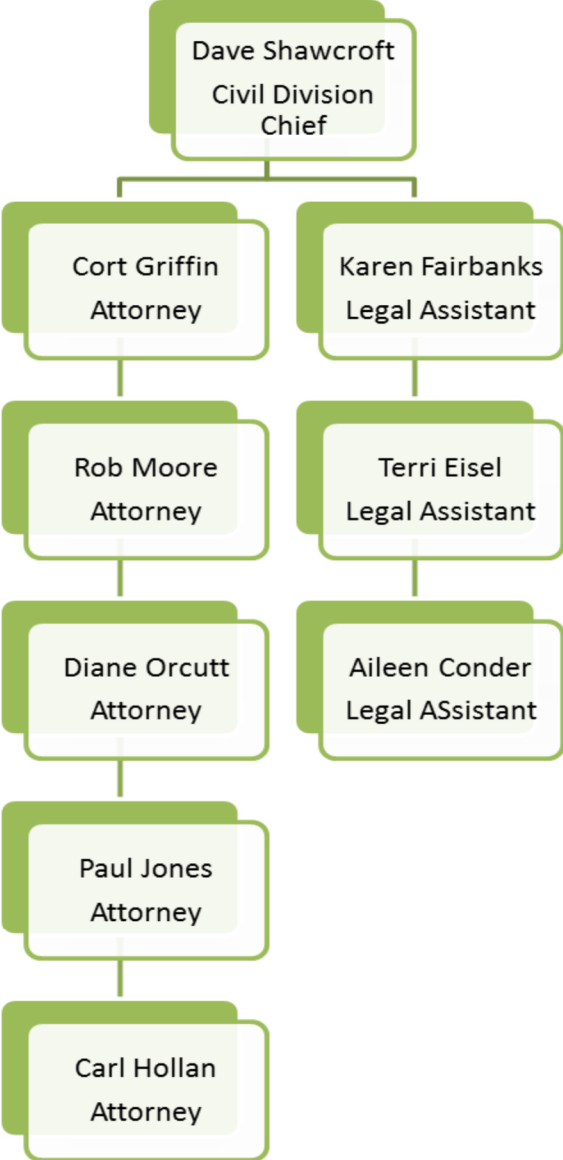 Dave Shawcroft
Civil Division
Chief
Cort Griffin
Attorney
Karen Fairbanks
Legal Assistant
Rob Moore
Attorney
Terri Eisel
Legal Assistant
Diane Orcutt
Attorney
Aileen Conder
Legal ASsistant
Paul Jones
Attorney
Carl Hollan
Attorney